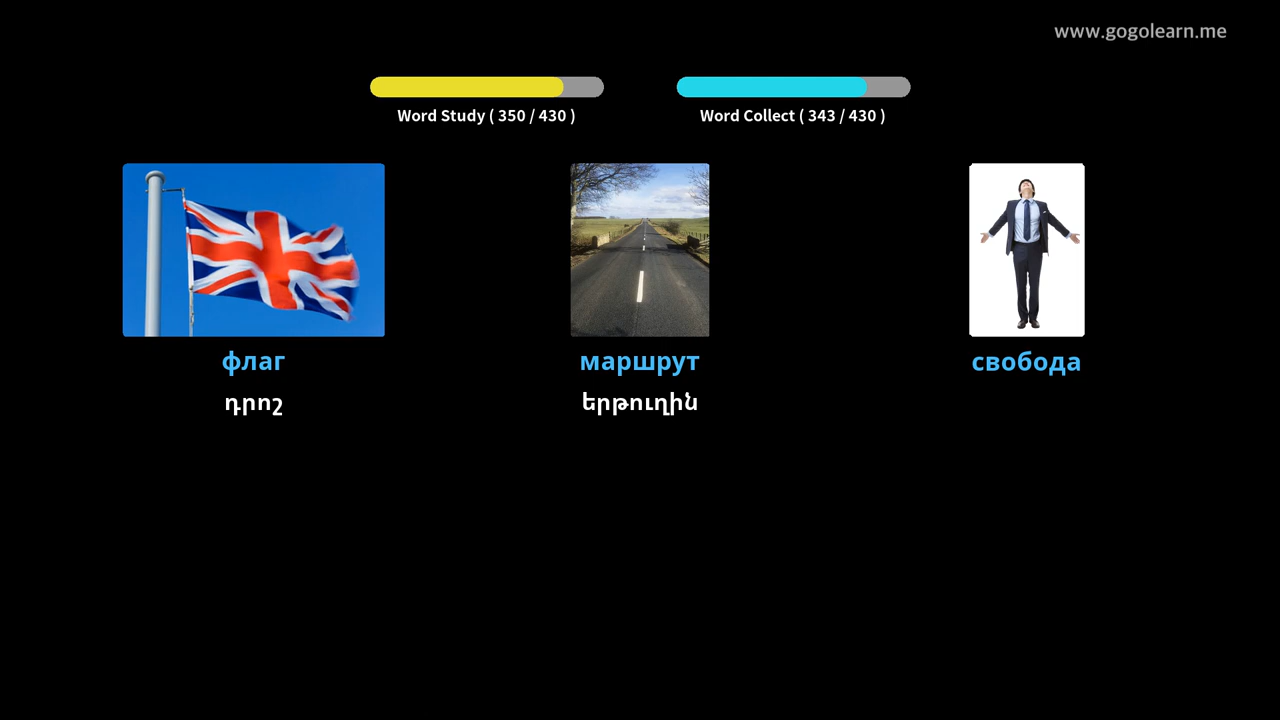 www.gogolearn.me
Word Study ( 350 / 430 )
Word Collect ( 343 / 430 )
флаг
դրոշ
маршрут
երթուղին
свобода